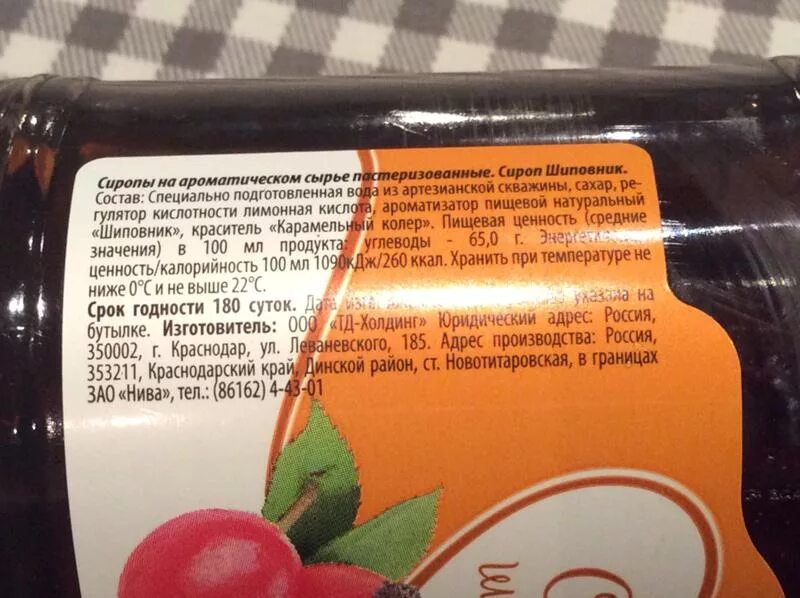 Сиропы на ароматическом сырье пастеризованные. Сироп Шиповник.
Состав: Специально подготовленная вода из артезианской скважины, сахар, ре-
гулятор кислотности лимонная кислота, ароматизатор пищевой натуральный
«Шиповник», краситель «Карамельный колер». Пищевая ценность (средние
значения) в 100 мл продукта: углеводы - 65,0 г.
ценность/калорийность 100 мл 1090кДж/260 ккал. Хранить при температуре не
ниже 0°С и не выше 22°С.
Срок годности 180 суток. Дата указана на
бутылке. Изготовитель: ООО «ТД-Холдинг» Юридический адрес: Россия,
350002, г. Краснодар, ул. Леваневского, 185. Адрес производства: Россия,
353211, Краснодарский край, Динской район, ст. Новотитаровская, в границах
ЗАО «Нива», тел.: (86162) 4-43-01